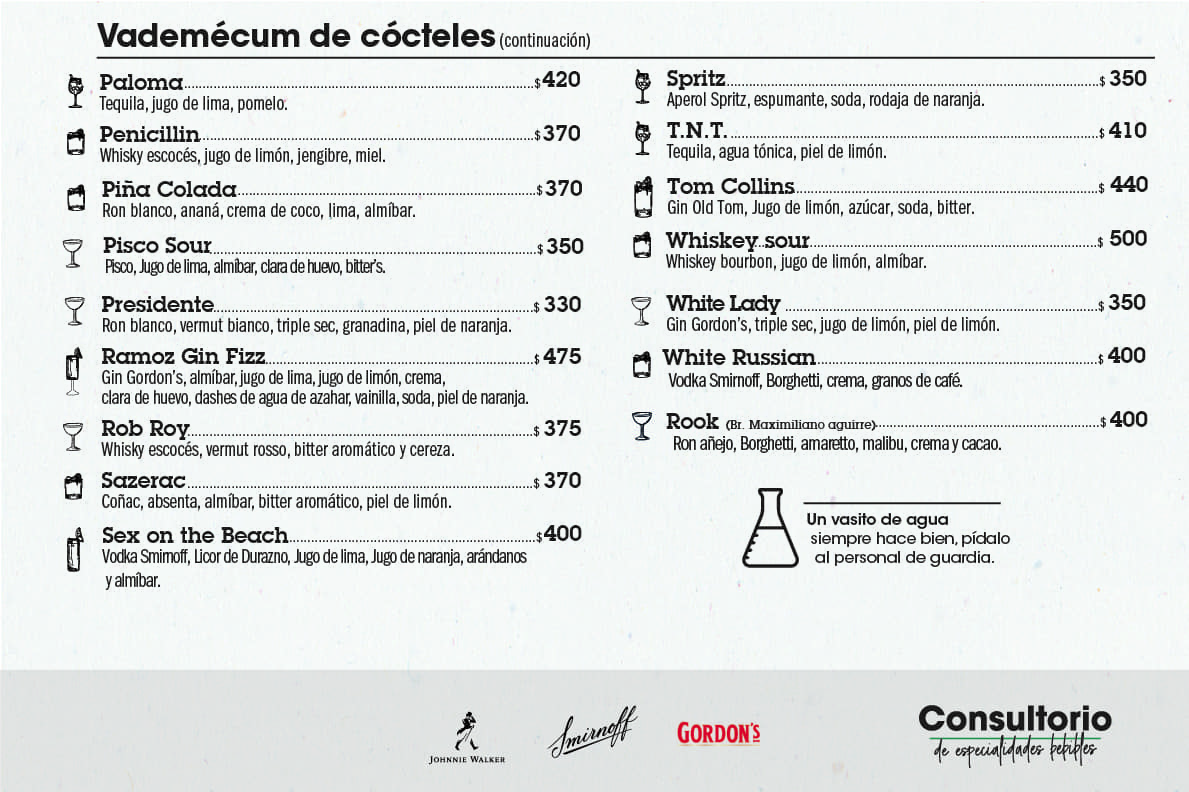 Vademécum de cócteles (continuación)
Paloma $420
Tequila, jugo de lima, pomelo.
Penicillin $370
Whisky escocés, jugo de limón, jengibre, miel.
Piña Colada $370
Ron blanco, ananá, crema de coco, lima, almíbar.
Pisco Sour $350
Pisco, Jugo de lima, almíbar, clara de huevo, bitter's.
Presidente $330
Ron blanco, vermut bianco, triple sec, granadina, piel de naranja.
Ramoz Gin Fizz $475
Gin Gordon's, almíbar, jugo de lima, jugo de limón, crema,
clara de huevo, dashes de agua de azahar, vainilla, soda, piel de naranja.
Rob Roy $375
Whisky escocés, vermut rosso, bitter aromático y cereza.
Sazerac $370
Coñac, absenta, almíbar, bitter aromático, piel de limón.
Sex on the Beach $400
Vodka Smirnoff, Licor de Durazno, Jugo de lima, Jugo de naranja, arándanos
y almíbar.
Spritz $350
Aperol Spritz, espumante, soda, rodaja de naranja.
T.N.T. $410
Tequila, agua tónica, piel de limón.
Tom Collins $440
Gin Old Tom, Jugo de limón, azúcar, soda, bitter.
Whiskey sour $500
Whiskey bourbon, jugo de limón, almíbar.
White Lady $350
Gin Gordon's, triple sec, jugo de limón, piel de limón.
White Russian $400
Vodka Smirnoff, Borghetti, crema, granos de café.
Rook (Br. Maximiliano aguirre) $400
Ron añejo, Borghetti, amaretto, malibu, crema y cacao.
Un vasito de agua
siempre hace bien, pídalo
al personal de guardia.
JOHNNIE WALKER
Smirnoff
GORDON'S
Consultorio
de especialidades bebibles